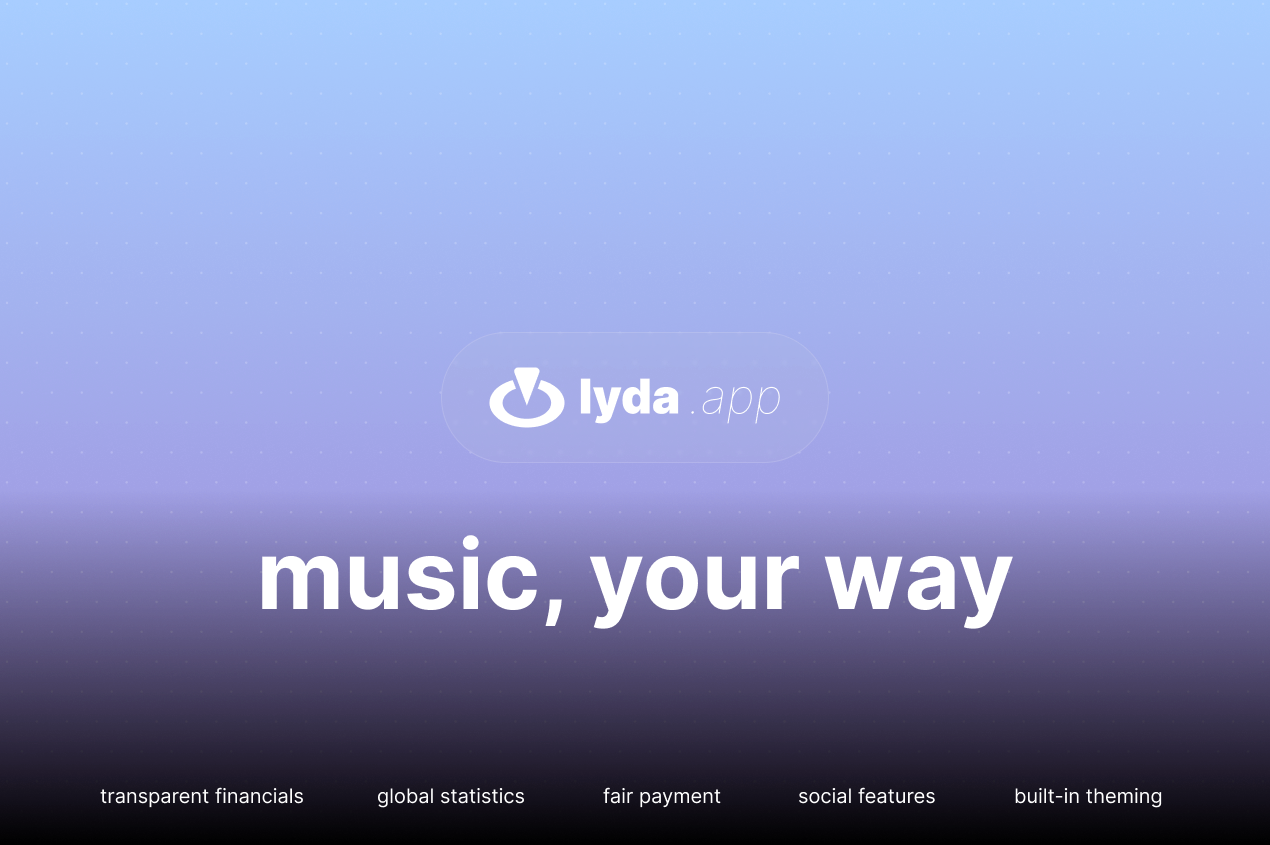 lyda .app
music, your way
transparent financials global statistics fair payment social features built-in theming